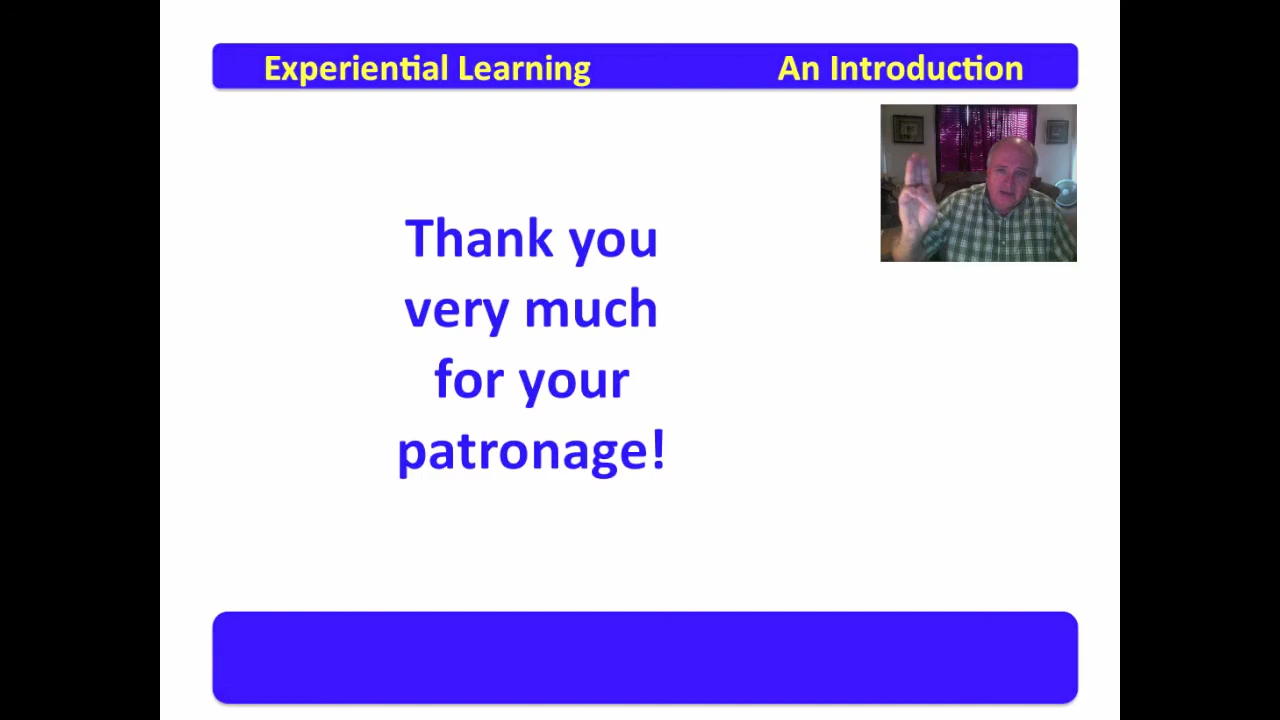 Experiential Learning An Introduction
Thank you
very much
for your
patronage!